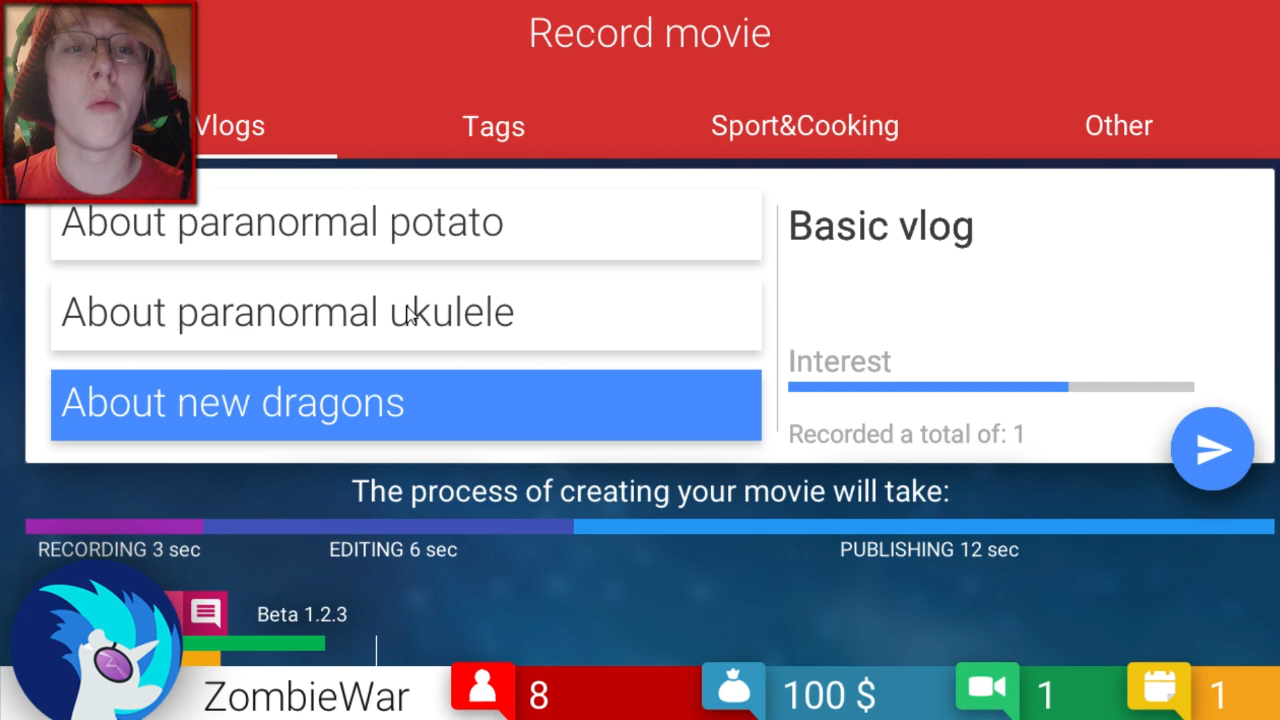 Record movie
Vlogs
Tags
Sport&Cooking
Other
About paranormal potato
About paranormal ukulele
About new dragons
Basic vlog
Interest
Recorded a total of: 1
The process of creating your movie will take:
RECORDING 3 sec
EDITING 6 sec
PUBLISHING 12 sec
Beta 1.2.3
ZombieWar
8
100 $
1
1